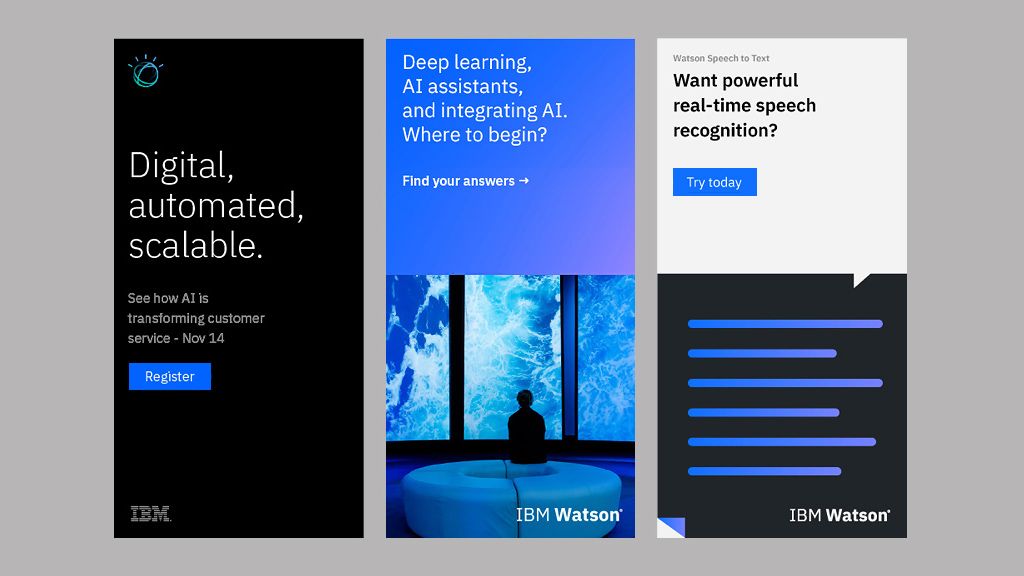 Digital,
automated,
scalable.
See how AI is
transforming customer
service - Nov 14
Register
IBM
Deep learning,
AI assistants,
and integrating AI.
Where to begin?
Find your answers →
IBM Watson®
Watson Speech to Text
Want powerful
real-time speech
recognition?
Try today
IBM Watson®